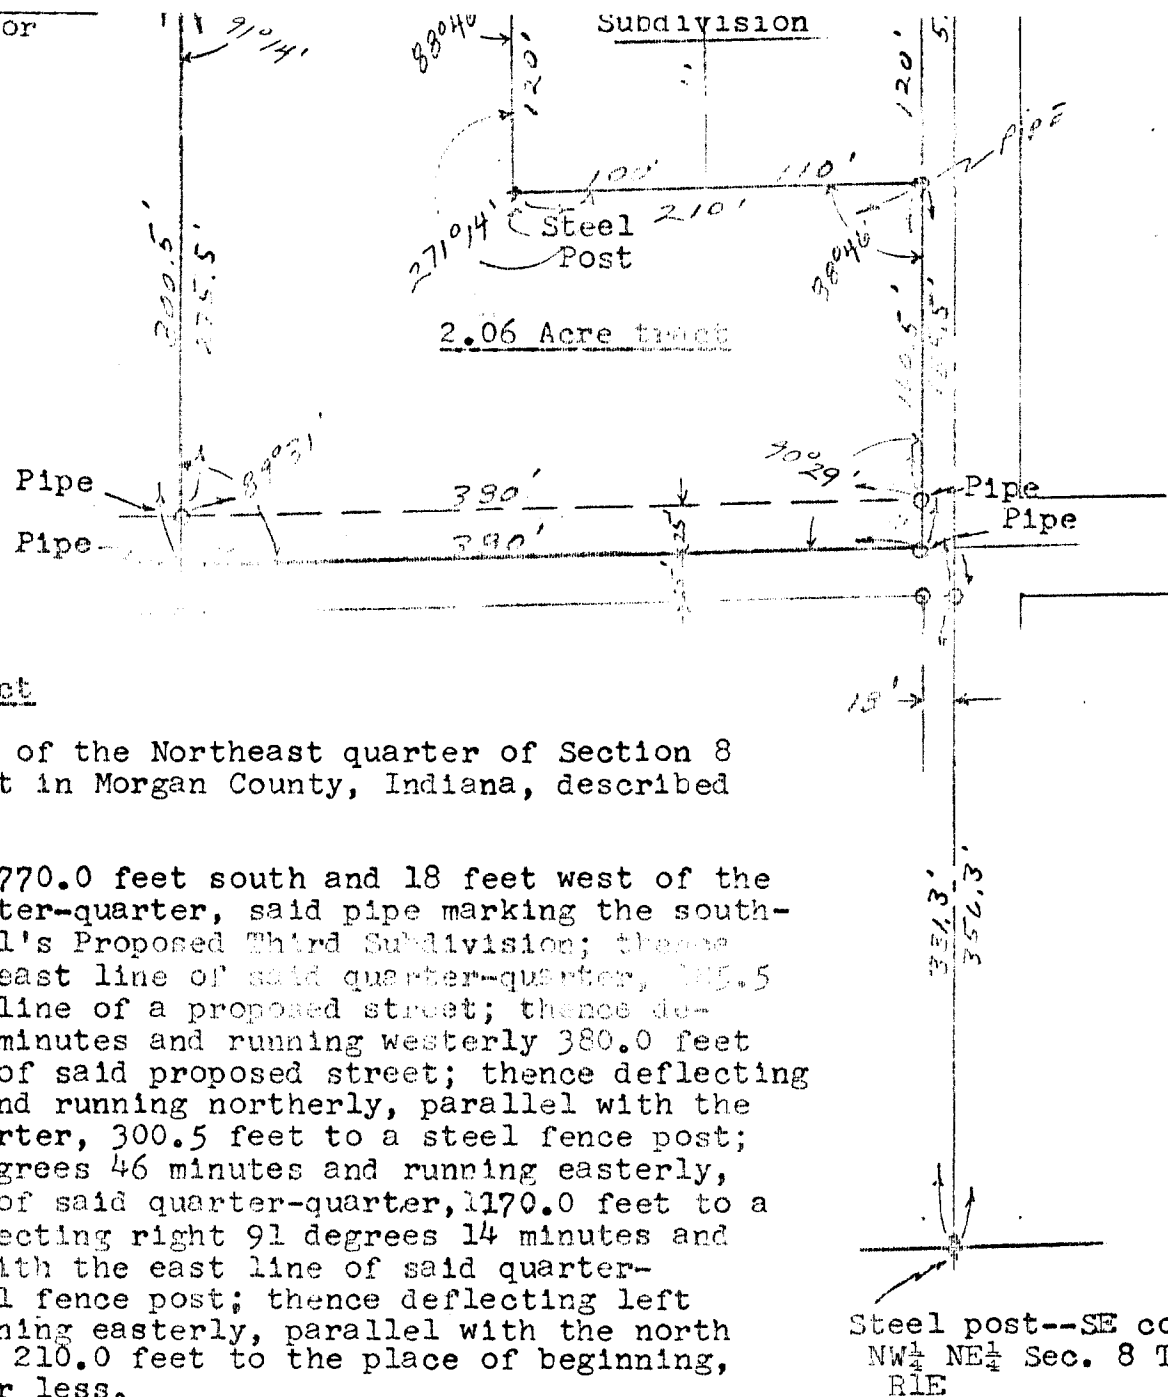 or
91°14'
120'
Subdivision
120'
5.
Pipe
100'
110'
210'
271°14'
Steel
Post
275.5'
2.06 Acre tract
89°31'
90°29'
Pipe
380'
Pipe
Pipe
Pipe
25'
18'
ct
of the Northeast quarter of Section 8
t in Morgan County, Indiana, described
770.0 feet south and 18 feet west of the
ter-quarter, said pipe marking the south-
l's Proposed Third Subdivision; thence
east line of said quarter-quarter, 5.5
line of a proposed street; thence de-
minutes and running westerly 380.0 feet
of said proposed street; thence deflecting
nd running northerly, parallel with the
rter, 300.5 feet to a steel fence post;
grees 46 minutes and running easterly,
of said quarter-quarter,1170.0 feet to a
ecting right 91 degrees 14 minutes and
ith the east line of said quarter-
l fence post; thence deflecting left
ning easterly, parallel with the north
210.0 feet to the place of beginning,
r less.
331.3'
356.3'
Steel post--SE co
NW¼ NE¼ Sec. 8 T
R1E